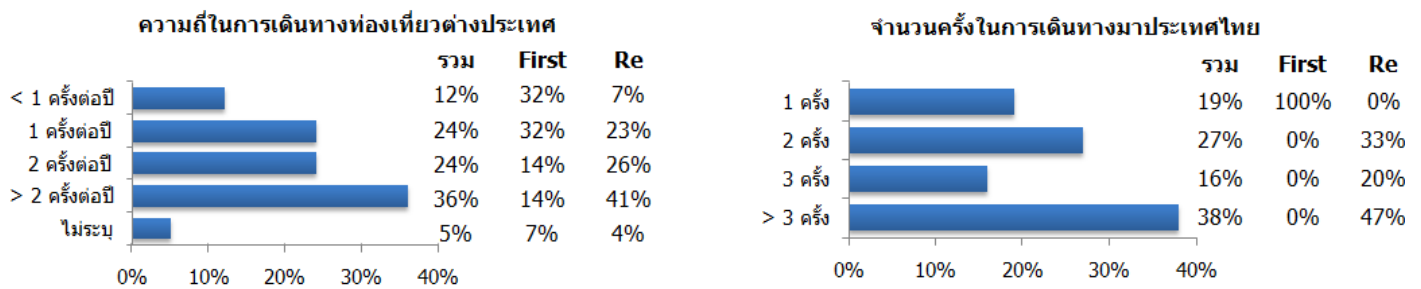 ความถี่ในการเดินทางท่องเที่ยวต่างประเทศ
รวม First Re
< 1 ครั้งต่อปี 12% 32% 7%
1 ครั้งต่อปี 24% 32% 23%
2 ครั้งต่อปี 24% 14% 26%
> 2 ครั้งต่อปี 36% 14% 41%
ไม่ระบุ 5% 7% 4%
0% 10% 20% 30% 40%
จำนวนครั้งในการเดินทางมาประเทศไทย
รวม First Re
1 ครั้ง 19% 100% 0%
2 ครั้ง 27% 0% 33%
3 ครั้ง 16% 0% 20%
> 3 ครั้ง 38% 0% 47%
0% 10% 20% 30% 40%